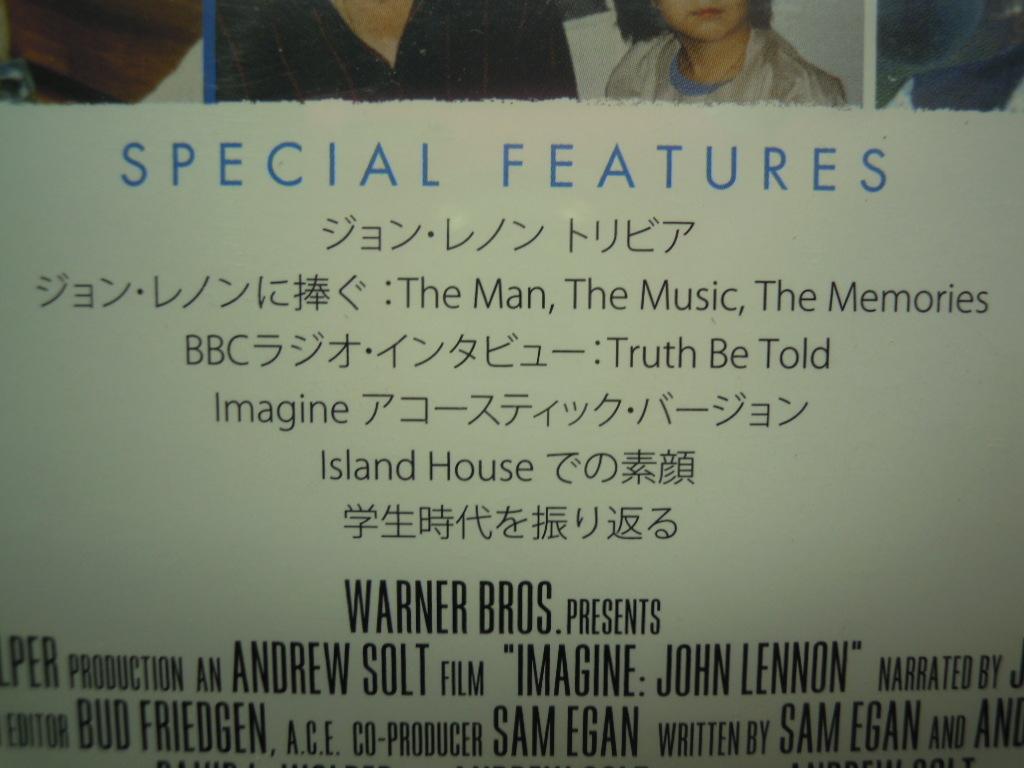 SPECIAL FEATURES
ジョン・レノン トリビア
ジョン・レノンに捧ぐ：The Man, The Music, The Memories
BBCラジオ・インタビュー：Truth Be Told
Imagine アコースティック・バージョン
Island House での素顔
学生時代を振り返る
WARNER BROS. PRESENTS
LPER PRODUCTION AN ANDREW SOLT FILM "IMAGINE: JOHN LENNON" NARRATED BY J
EDITOR BUD FRIEDGEN, A.C.E. CO-PRODUCER SAM EGAN WRITTEN BY SAM EGAN AND AND